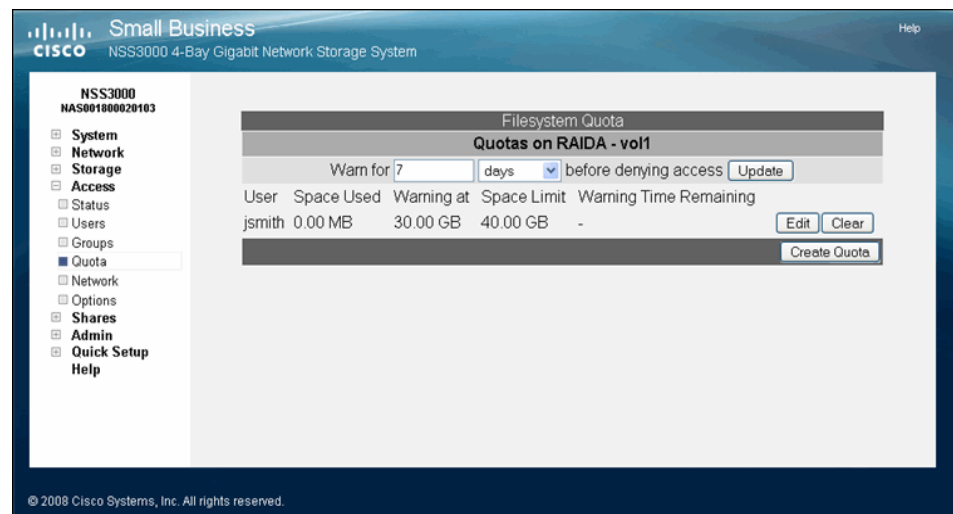 Small Business
CISCO NSS3000 4-Bay Gigabit Network Storage System
Help
NSS3000
NAS001800020103
System
Network
Storage
Access
Status
Users
Groups
Quota
Network
Options
Shares
Admin
Quick Setup
Help
Filesystem Quota
Quotas on RAIDA - vol1
Warn for 7 days before denying access Update
User Space Used Warning at Space Limit Warning Time Remaining
jsmith 0.00 MB 30.00 GB 40.00 GB - Edit Clear
Create Quota
© 2008 Cisco Systems, Inc. All rights reserved.